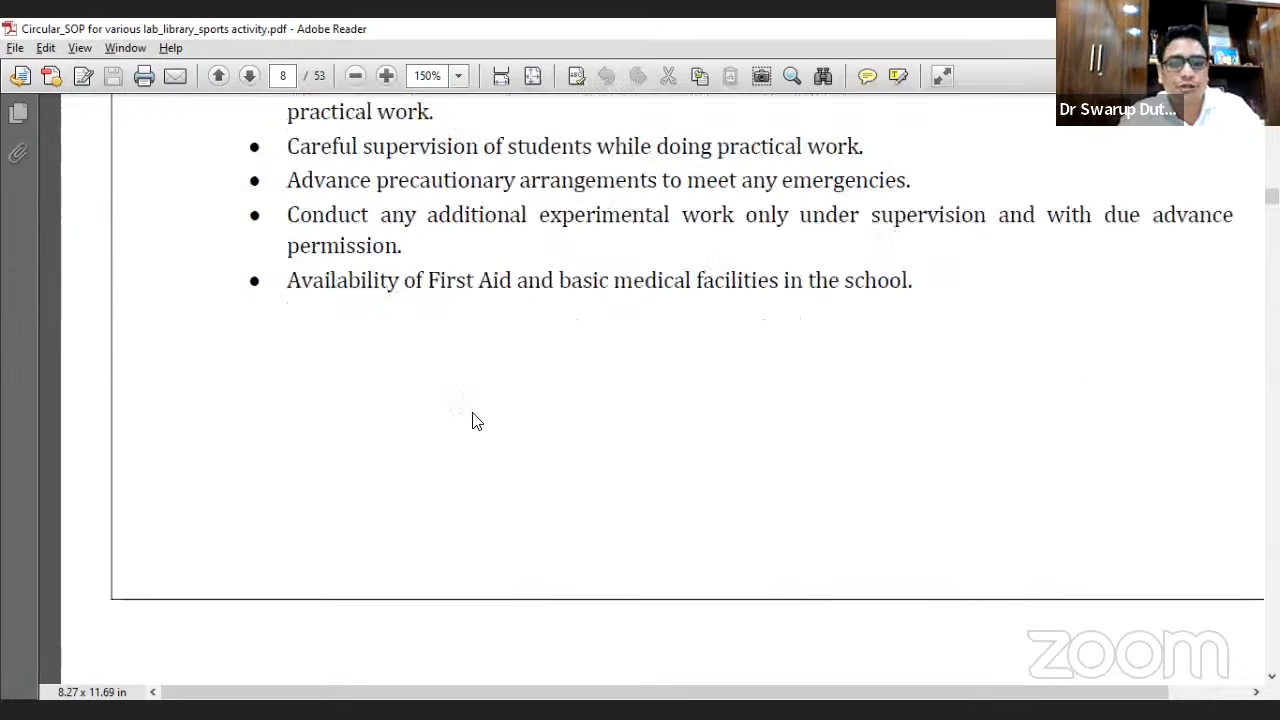 Circular_SOP for various lab_library_sports activity.pdf - Adobe Reader
File Edit View Window Help
8 / 53 150%
practical work.
● Careful supervision of students while doing practical work.
● Advance precautionary arrangements to meet any emergencies.
● Conduct any additional experimental work only under supervision and with due advance
permission.
● Availability of First Aid and basic medical facilities in the school.
Dr Swarup Dut...
zoom
8.27 x 11.69 in